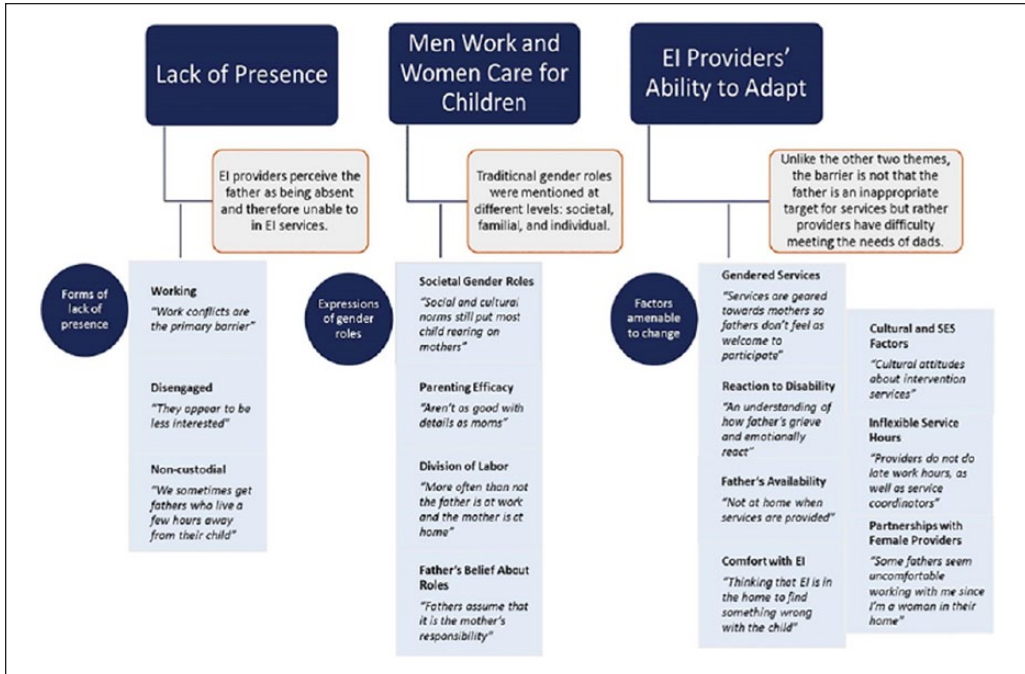 Lack of Presence
EI providers perceive the
father as being absent
and therefore unable to
in EI services.
Forms of
lack of
presence
Working
“Work conflicts are
the primary barrier”
Disengaged
“They appear to be
less interested”
Non-custodial
“We sometimes get
fathers who live a
few hours away
from their child”
Men Work and
Women Care for
Children
Traditional gender roles
were mentioned at
different levels: societal,
familial, and individual.
Expressions
of gender
roles
Societal Gender Roles
“Social and cultural
norms still put most
child rearing on
mothers”
Parenting Efficacy
“Aren’t as good with
details as moms”
Division of Labor
“More often than not
the father is at work
and the mother is at
home”
Father’s Belief About
Roles
“Fathers assume that
it is the mother’s
responsibility”
EI Providers’
Ability to Adapt
Unlike the other two themes,
the barrier is not that the
father is an inappropriate
target for services but rather
providers have difficulty
meeting the needs of dads.
Factors
amenable
to change
Gendered Services
“Services are geared
towards mothers so
fathers don’t feel as
welcome to
participate”
Reaction to Disability
“An understanding of
how father’s grieve
and emotionally
react”
Father’s Availability
“Not at home when
services are provided”
Comfort with EI
“Thinking that EI is in
the home to find
something wrong
with the child”
Cultural and SES
Factors
“Cultural attitudes
about intervention
services”
Inflexible Service
Hours
“Providers do not do
late work hours, as
well as service
coordinators”
Partnerships with
Female Providers
“Some fathers seem
uncomfortable
working with me since
I’m a woman in their
home”